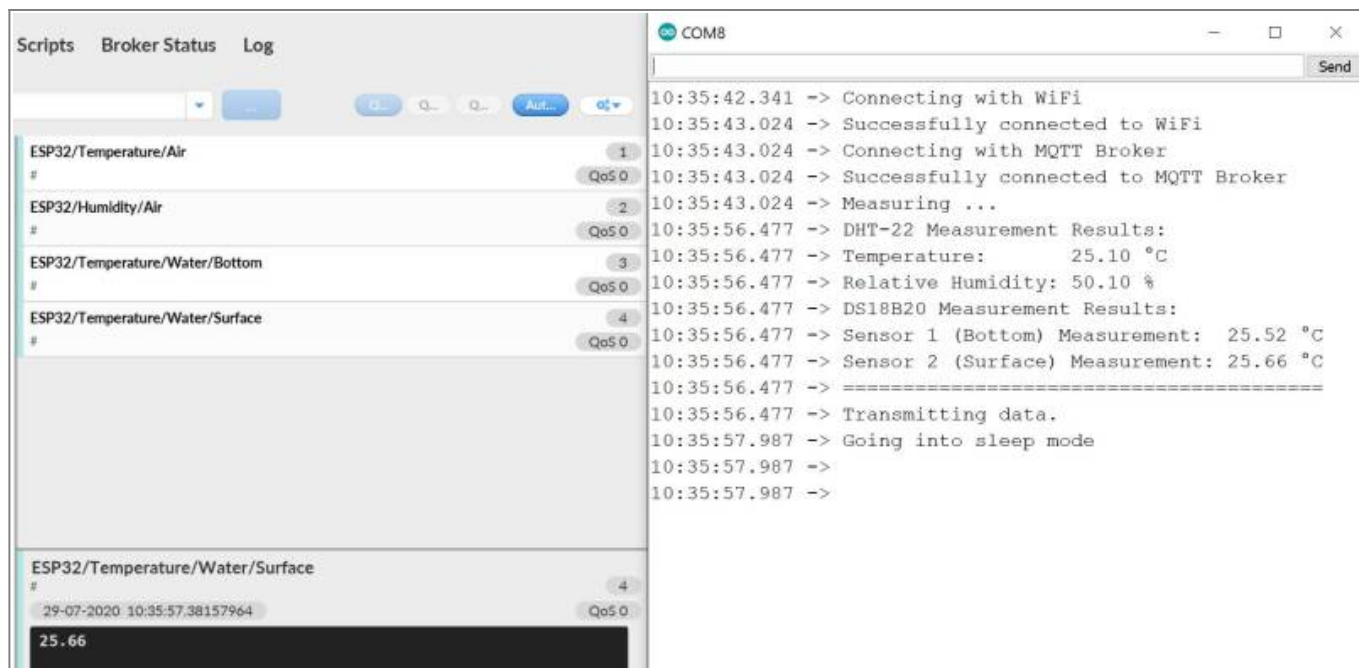 Scripts Broker Status Log
... Q... Q... Aut...
ESP32/Temperature/Air 1
# QoS 0
ESP32/Humidity/Air 2
# QoS 0
ESP32/Temperature/Water/Bottom 3
# QoS 0
ESP32/Temperature/Water/Surface 4
# QoS 0
ESP32/Temperature/Water/Surface
# 4
29-07-2020 10:35:57.38157964 QoS 0
25.66
COM8
Send
10:35:42.341 -> Connecting with WiFi
10:35:43.024 -> Successfully connected to WiFi
10:35:43.024 -> Connecting with MQTT Broker
10:35:43.024 -> Successfully connected to MQTT Broker
10:35:43.024 -> Measuring ...
10:35:56.477 -> DHT-22 Measurement Results:
10:35:56.477 -> Temperature: 25.10 °C
10:35:56.477 -> Relative Humidity: 50.10 %
10:35:56.477 -> DS18B20 Measurement Results:
10:35:56.477 -> Sensor 1 (Bottom) Measurement: 25.52 °C
10:35:56.477 -> Sensor 2 (Surface) Measurement: 25.66 °C
10:35:56.477 -> ==========================================
10:35:56.477 -> Transmitting data.
10:35:57.987 -> Going into sleep mode
10:35:57.987 ->
10:35:57.987 ->